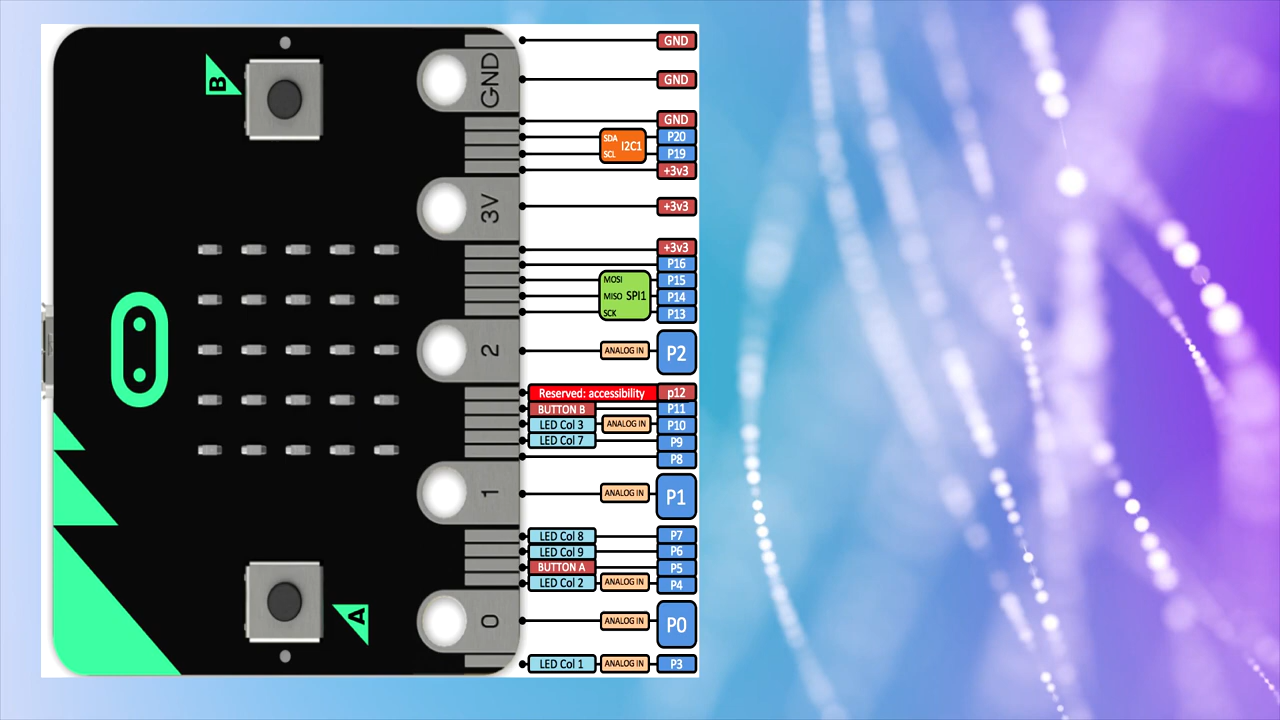 B
GND
GND
GND
GND
SDA
SCL
I2C1
P20
P19
+3v3
3V
+3v3
+3v3
P16
MOSI
MISO
SCK
SPI1
P15
P14
P13
2
ANALOG IN
P2
Reserved: accessibility p12
BUTTON B P11
LED Col 3 ANALOG IN P10
LED Col 7 P9
P8
1
ANALOG IN
P1
LED Col 8 P7
LED Col 9 P6
BUTTON A P5
LED Col 2 ANALOG IN P4
A
0
ANALOG IN
P0
LED Col 1 ANALOG IN P3